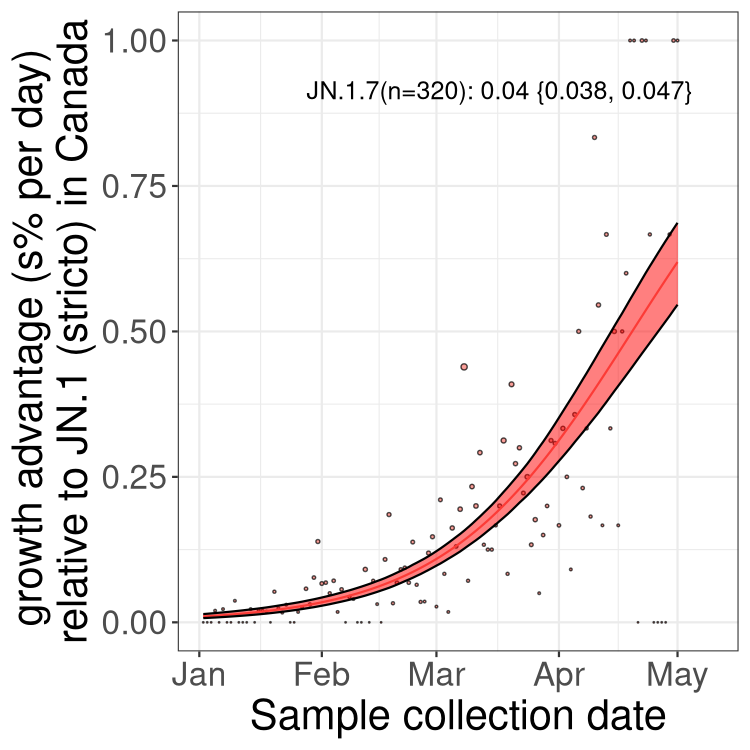 growth advantage (s% per day)
relative to JN.1 (stricto) in Canada
1.00
0.75
0.50
0.25
0.00
JN.1.7(n=320): 0.04 {0.038, 0.047}
Jan Feb Mar Apr May
Sample collection date